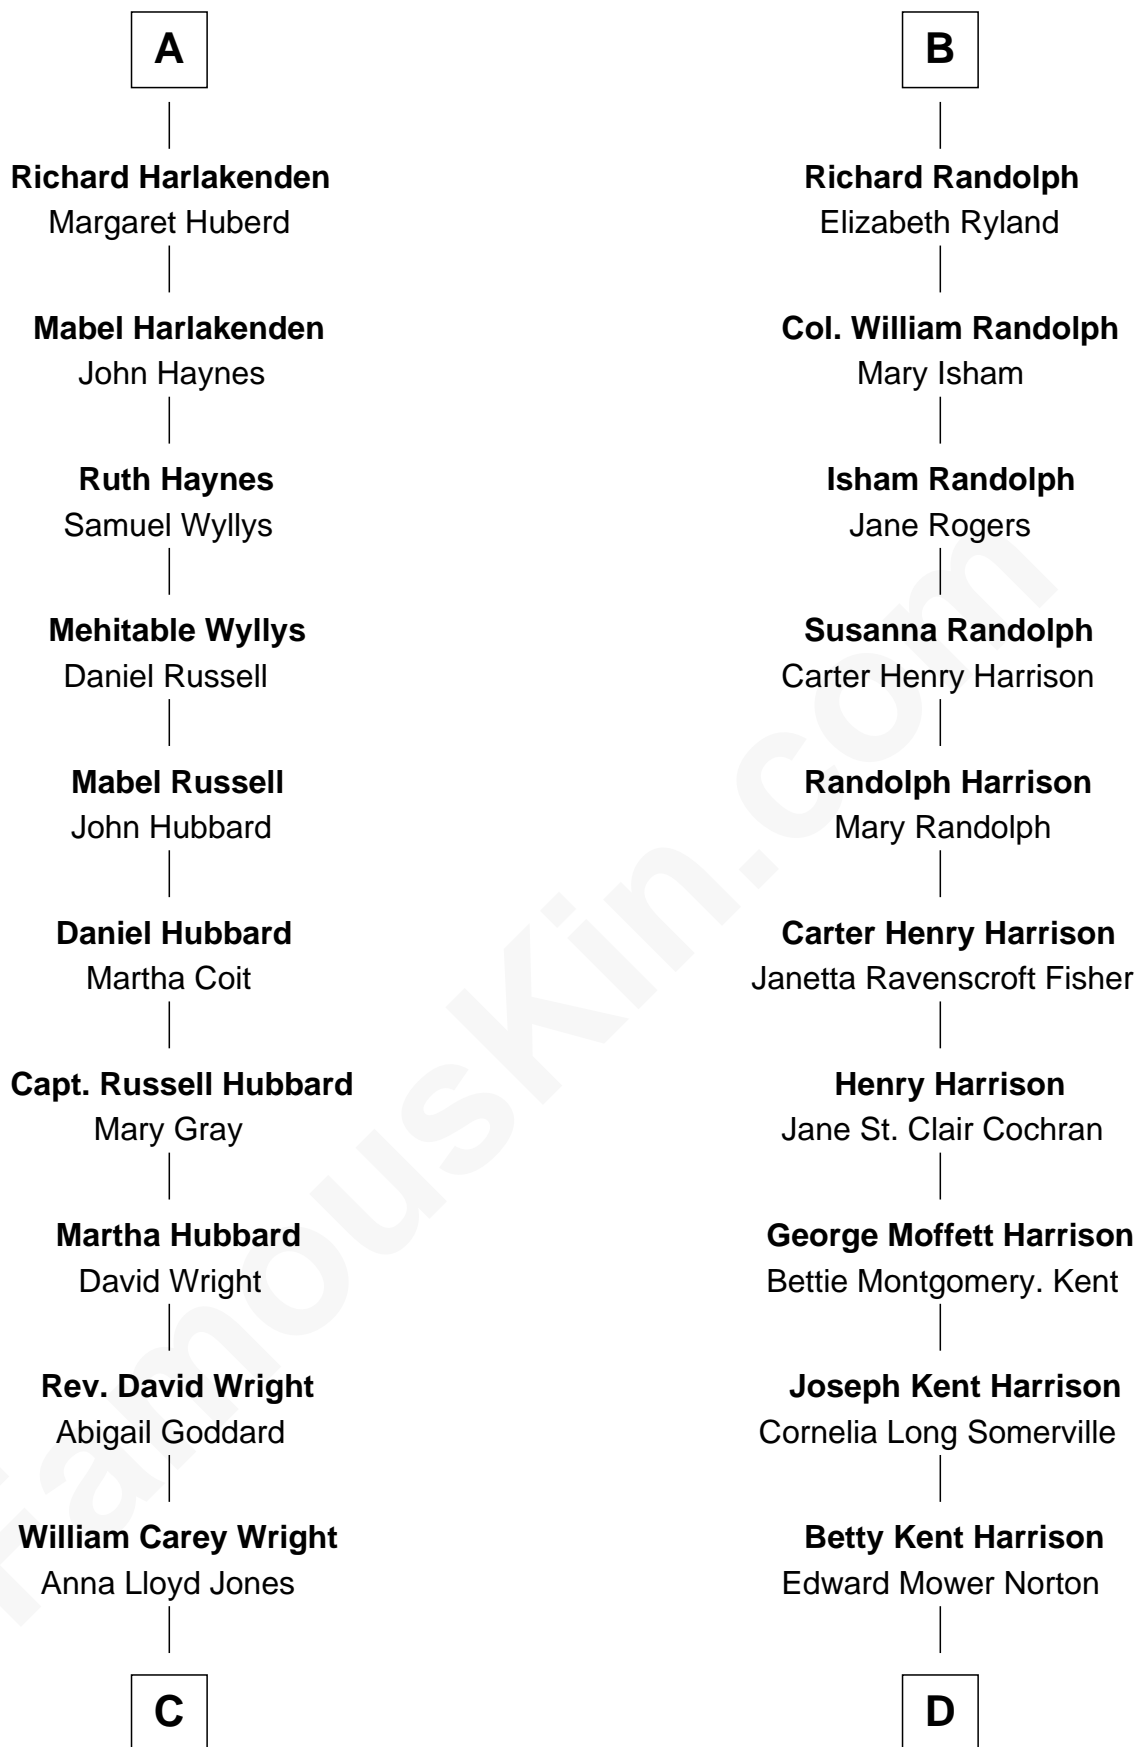 A
Richard Harlakenden
Margaret Huberd
Mabel Harlakenden
John Haynes
Ruth Haynes
Samuel Wyllys
Mehitable Wyllys
Daniel Russell
Mabel Russell
John Hubbard
Daniel Hubbard
Martha Coit
Capt. Russell Hubbard
Mary Gray
Martha Hubbard
David Wright
Rev. David Wright
Abigail Goddard
William Carey Wright
Anna Lloyd Jones
C
B
Richard Randolph
Elizabeth Ryland
Col. William Randolph
Mary Isham
Isham Randolph
Jane Rogers
Susanna Randolph
Carter Henry Harrison
Randolph Harrison
Mary Randolph
Carter Henry Harrison
Janetta Ravenscroft Fisher
Henry Harrison
Jane St. Clair Cochran
George Moffett Harrison
Bettie Montgomery. Kent
Joseph Kent Harrison
Cornelia Long Somerville
Betty Kent Harrison
Edward Mower Norton
D
FamousKin.com